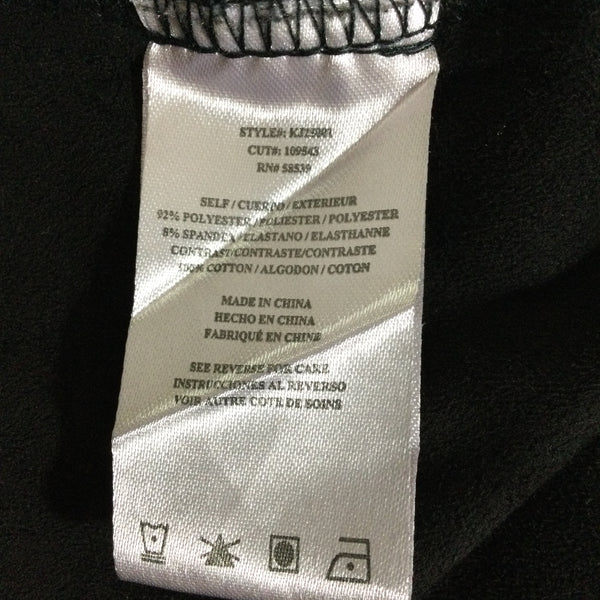 STYLE#: KJ25001
CUT#: 109543
RN# 58539
SELF / CUERPO / EXTERIEUR
92% POLYESTER / POLIESTER / POLYESTER
8% SPANDEX / ELASTANO / ELASTHANNE
CONTRAST/CONTRASTE/CONTRASTE
100% COTTON / ALGODON / COTON
MADE IN CHINA
HECHO EN CHINA
FABRIQUÉ EN CHINE
SEE REVERSE FOR CARE
INSTRUCCIONES AL REVERSO
VOIR AUTRE COTE DE SOINS